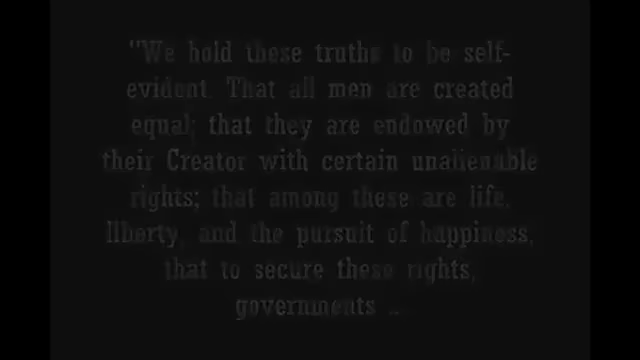 "We hold these truths to be self-
evident. That all men are created
equal; that they are endowed by
their Creator with certain unalienable
rights; that among these are life,
liberty, and the pursuit of happiness,
that to secure these rights,
governments ...